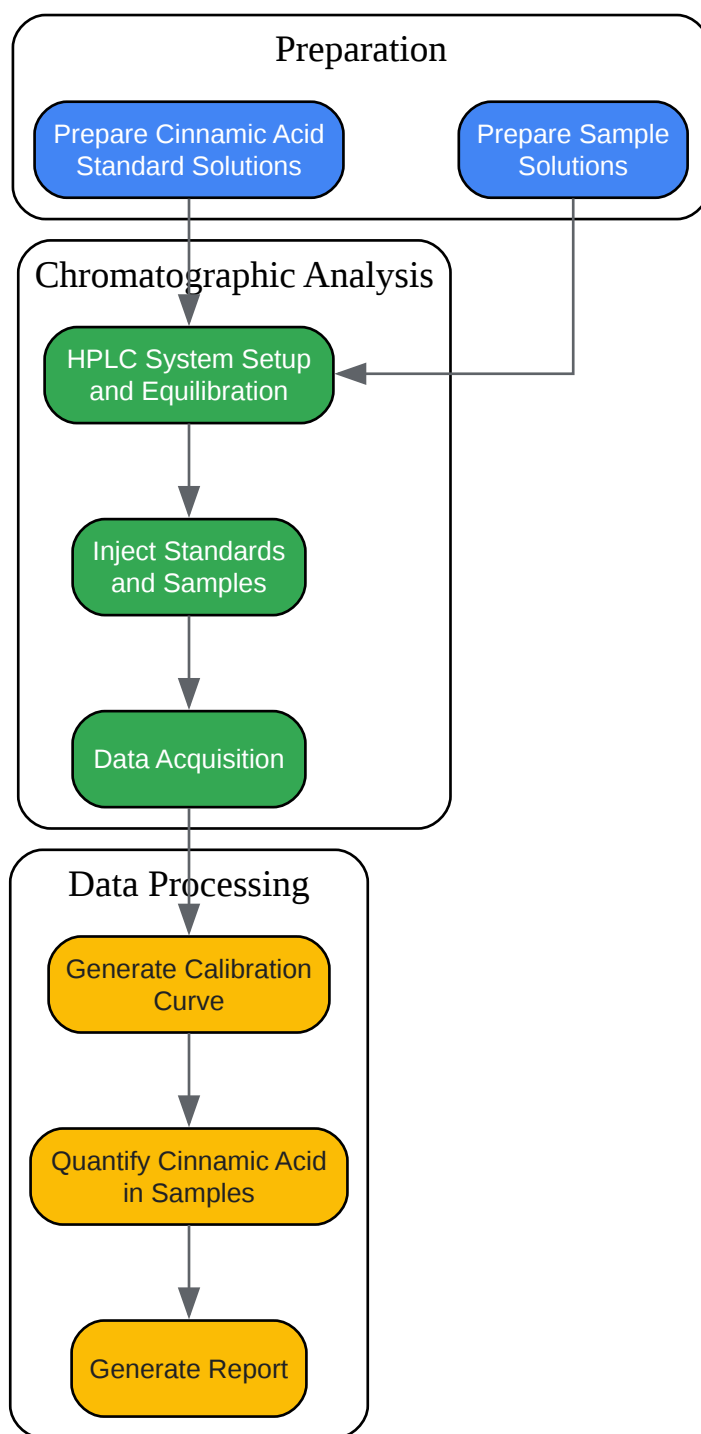 Preparation
Prepare Cinnamic Acid
Standard Solutions
Prepare Sample
Solutions
Chromatographic Analysis
HPLC System Setup
and Equilibration
Inject Standards
and Samples
Data Acquisition
Data Processing
Generate Calibration
Curve
Quantify Cinnamic Acid
in Samples
Generate Report